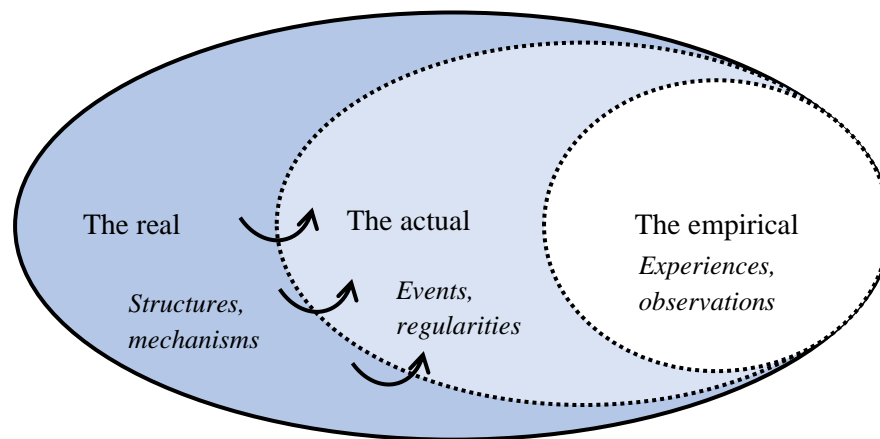 The real
Structures,
mechanisms
The actual
Events,
regularities
The empirical
Experiences,
observations